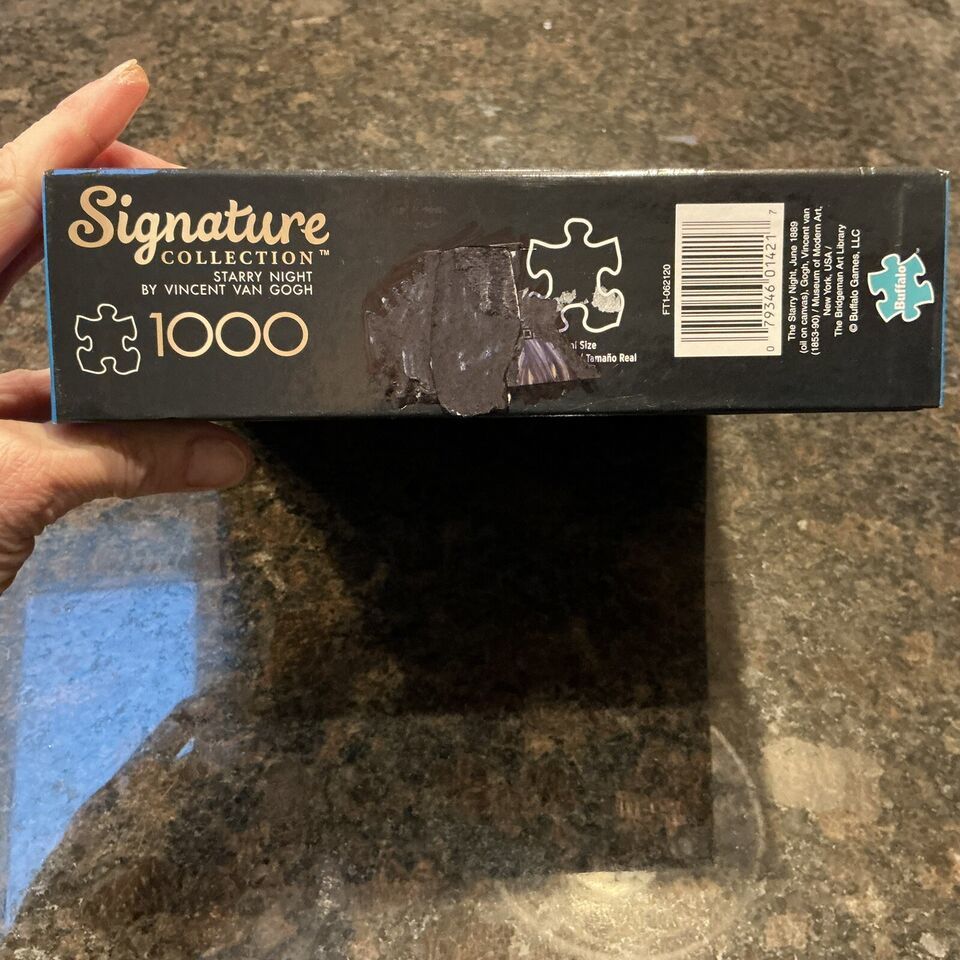 Signature
COLLECTION™
STARRY NIGHT
BY VINCENT VAN GOGH
1000
Size
Tamaño Real
FT1-062120
0 79346 01421 7
The Starry Night, June 1889
(oil on canvas), Gogh, Vincent van
(1853-90) / Museum of Modern Art,
New York, USA /
The Bridgeman Art Library
© Buffalo Games, LLC
Buffalo